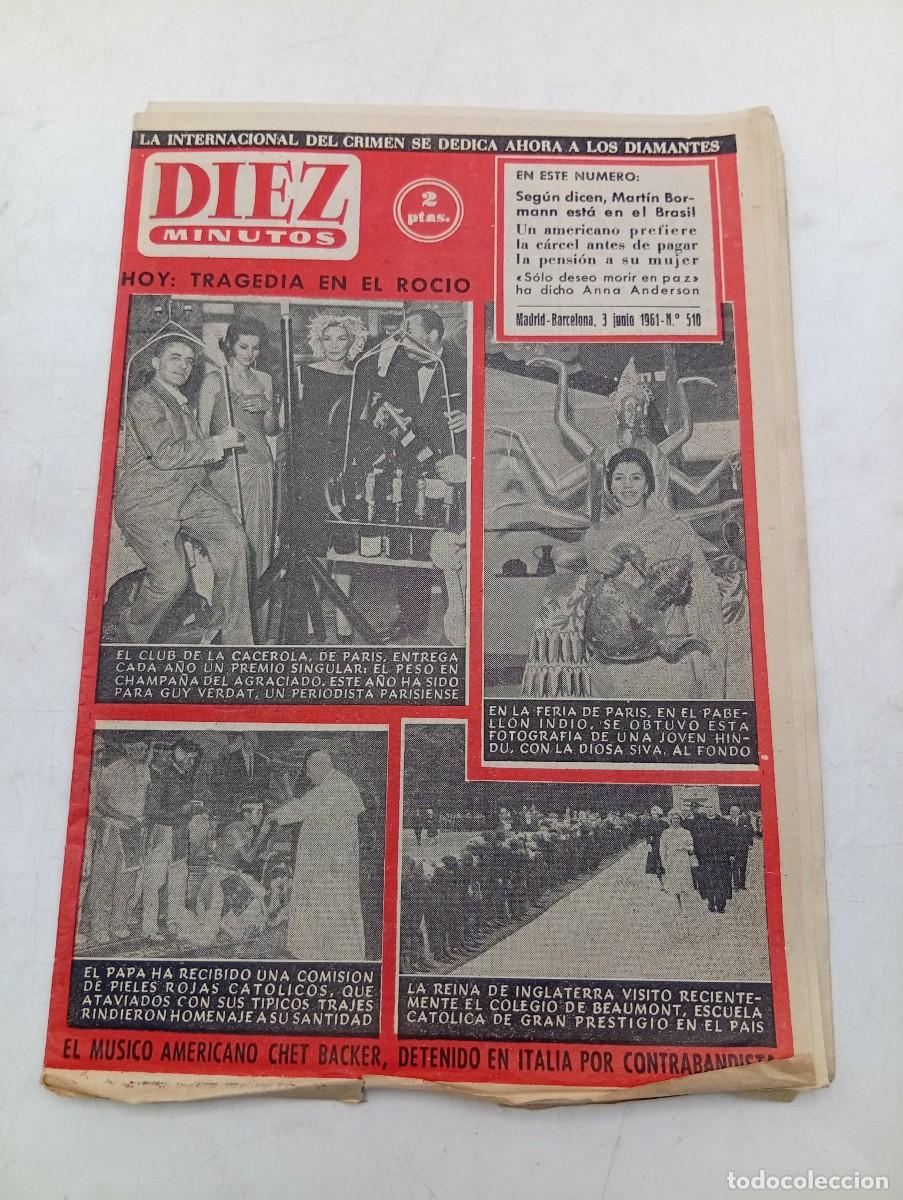 LA INTERNACIONAL DEL CRIMEN SE DEDICA AHORA A LOS DIAMANTES
DIEZ
MINUTOS
2
ptas.
EN ESTE NUMERO:
Según dicen, Martín Bor-
mann está en el Brasil
Un americano prefiere
la cárcel antes de pagar
la pensión a su mujer
«Sólo deseo morir en paz»
ha dicho Anna Anderson
Madrid-Barcelona, 3 junio 1961-N.º 510
HOY: TRAGEDIA EN EL ROCIO
EL CLUB DE LA CACEROLA, DE PARIS, ENTREGA
CADA AÑO UN PREMIO SINGULAR: EL PESO EN
CHAMPAÑA DEL AGRACIADO. ESTE AÑO HA SIDO
PARA GUY VERDAT, UN PERIODISTA PARISIENSE
EN LA FERIA DE PARIS, EN EL PABE-
LLON INDIO, SE OBTUVO ESTA
FOTOGRAFIA DE UNA JOVEN HIN-
DU, CON LA DIOSA SIVA, AL FONDO
EL PAPA HA RECIBIDO UNA COMISION
DE PIELES ROJAS CATOLICOS, QUE
ATAVIADOS CON SUS TIPICOS TRAJES
RINDIERON HOMENAJE A SU SANTIDAD
LA REINA DE INGLATERRA VISITO RECIENTE-
MENTE EL COLEGIO DE BEAUMONT, ESCUELA
CATOLICA DE GRAN PRESTIGIO EN EL PAIS
EL MUSICO AMERICANO CHET BACKER, DETENIDO EN ITALIA POR CONTRABANDISTA
todocoleccion